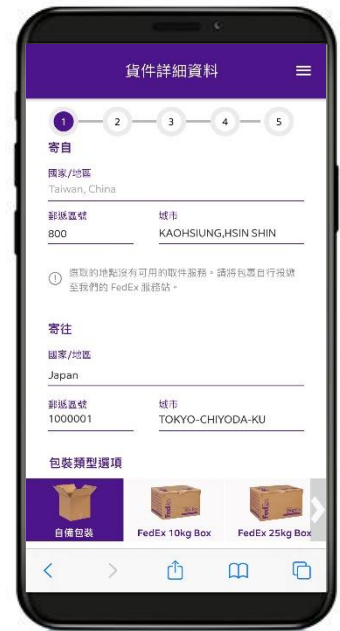 貨件詳細資料
1
2
3
4
5
寄自
國家/地區
Taiwan, China
郵遞區號
城市
800
KAOHSIUNG,HSIN SHIN
選取的地點沒有可用的取件服務。請將包裹自行投遞
至我們的 FedEx 服務站。
寄往
國家/地區
Japan
郵遞區號
城市
1000001
TOKYO-CHIYODA-KU
包裝類型選項
自備包裝
FedEx 10kg Box
FedEx 25kg Box